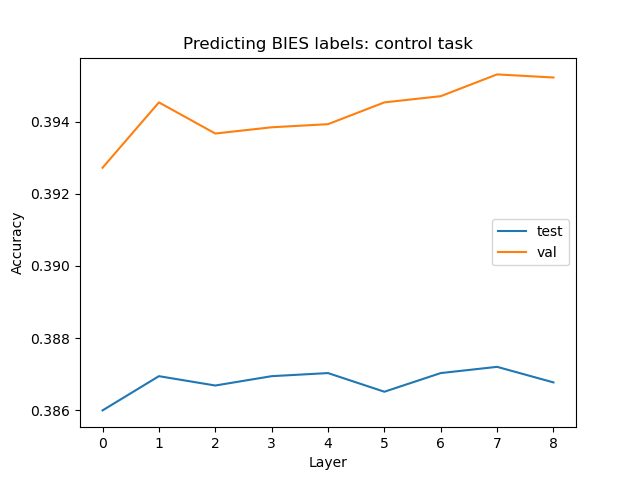 Predicting BIES labels: control task
0.394
0.392
0.390
0.388
0.386
Accuracy
test
val
0 1 2 3 4 5 6 7 8
Layer